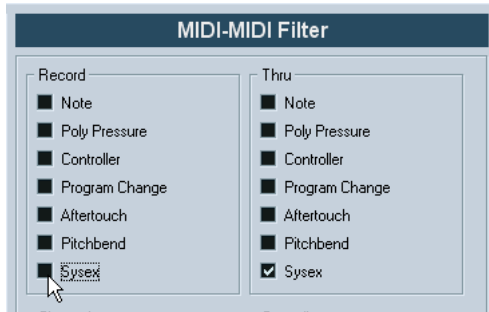 MIDI-MIDI Filter
Record
Note
Poly Pressure
Controller
Program Change
Aftertouch
Pitchbend
Sysex
Thru
Note
Poly Pressure
Controller
Program Change
Aftertouch
Pitchbend
Sysex